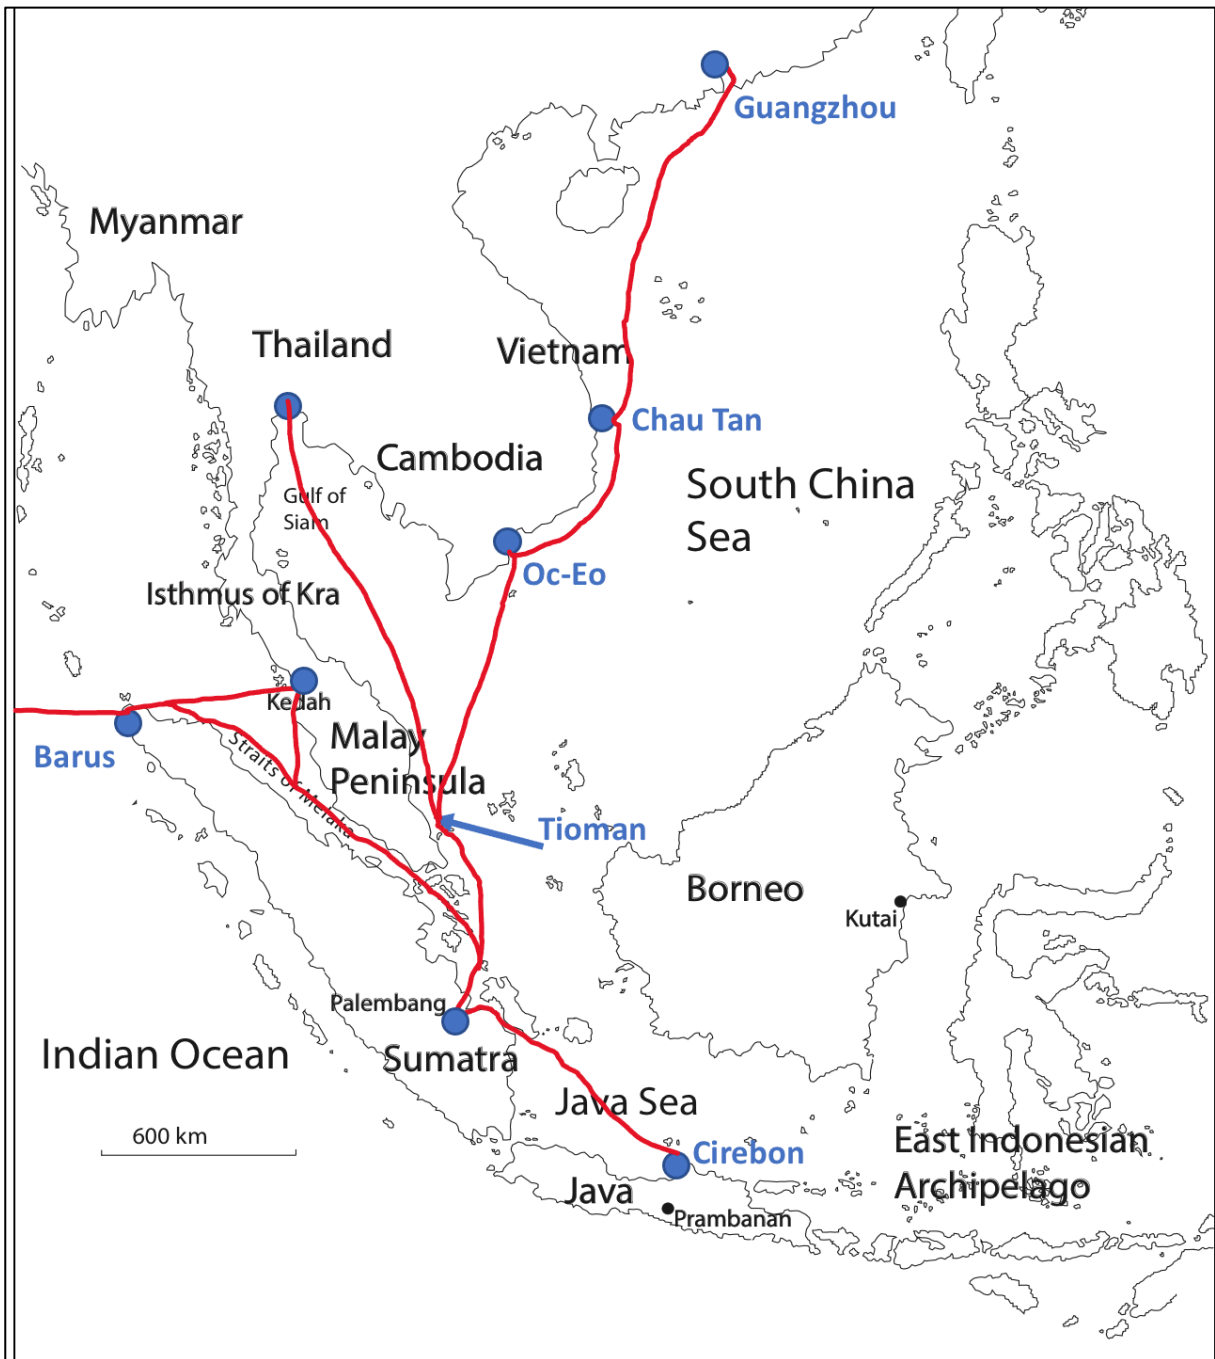 Guangzhou
Myanmar
Thailand
Vietnam
Chau Tan
Cambodia
South China
Sea
Gulf of
Siam
Oc-Eo
Isthmus of Kra
Kedah
Barus
Malay
Peninsula
Straits of Melaka
Tioman
Borneo
Kutai
Palembang
Indian Ocean
Sumatra
Java Sea
600 km
East Indonesian
Archipelago
Cirebon
Java
Prambanan